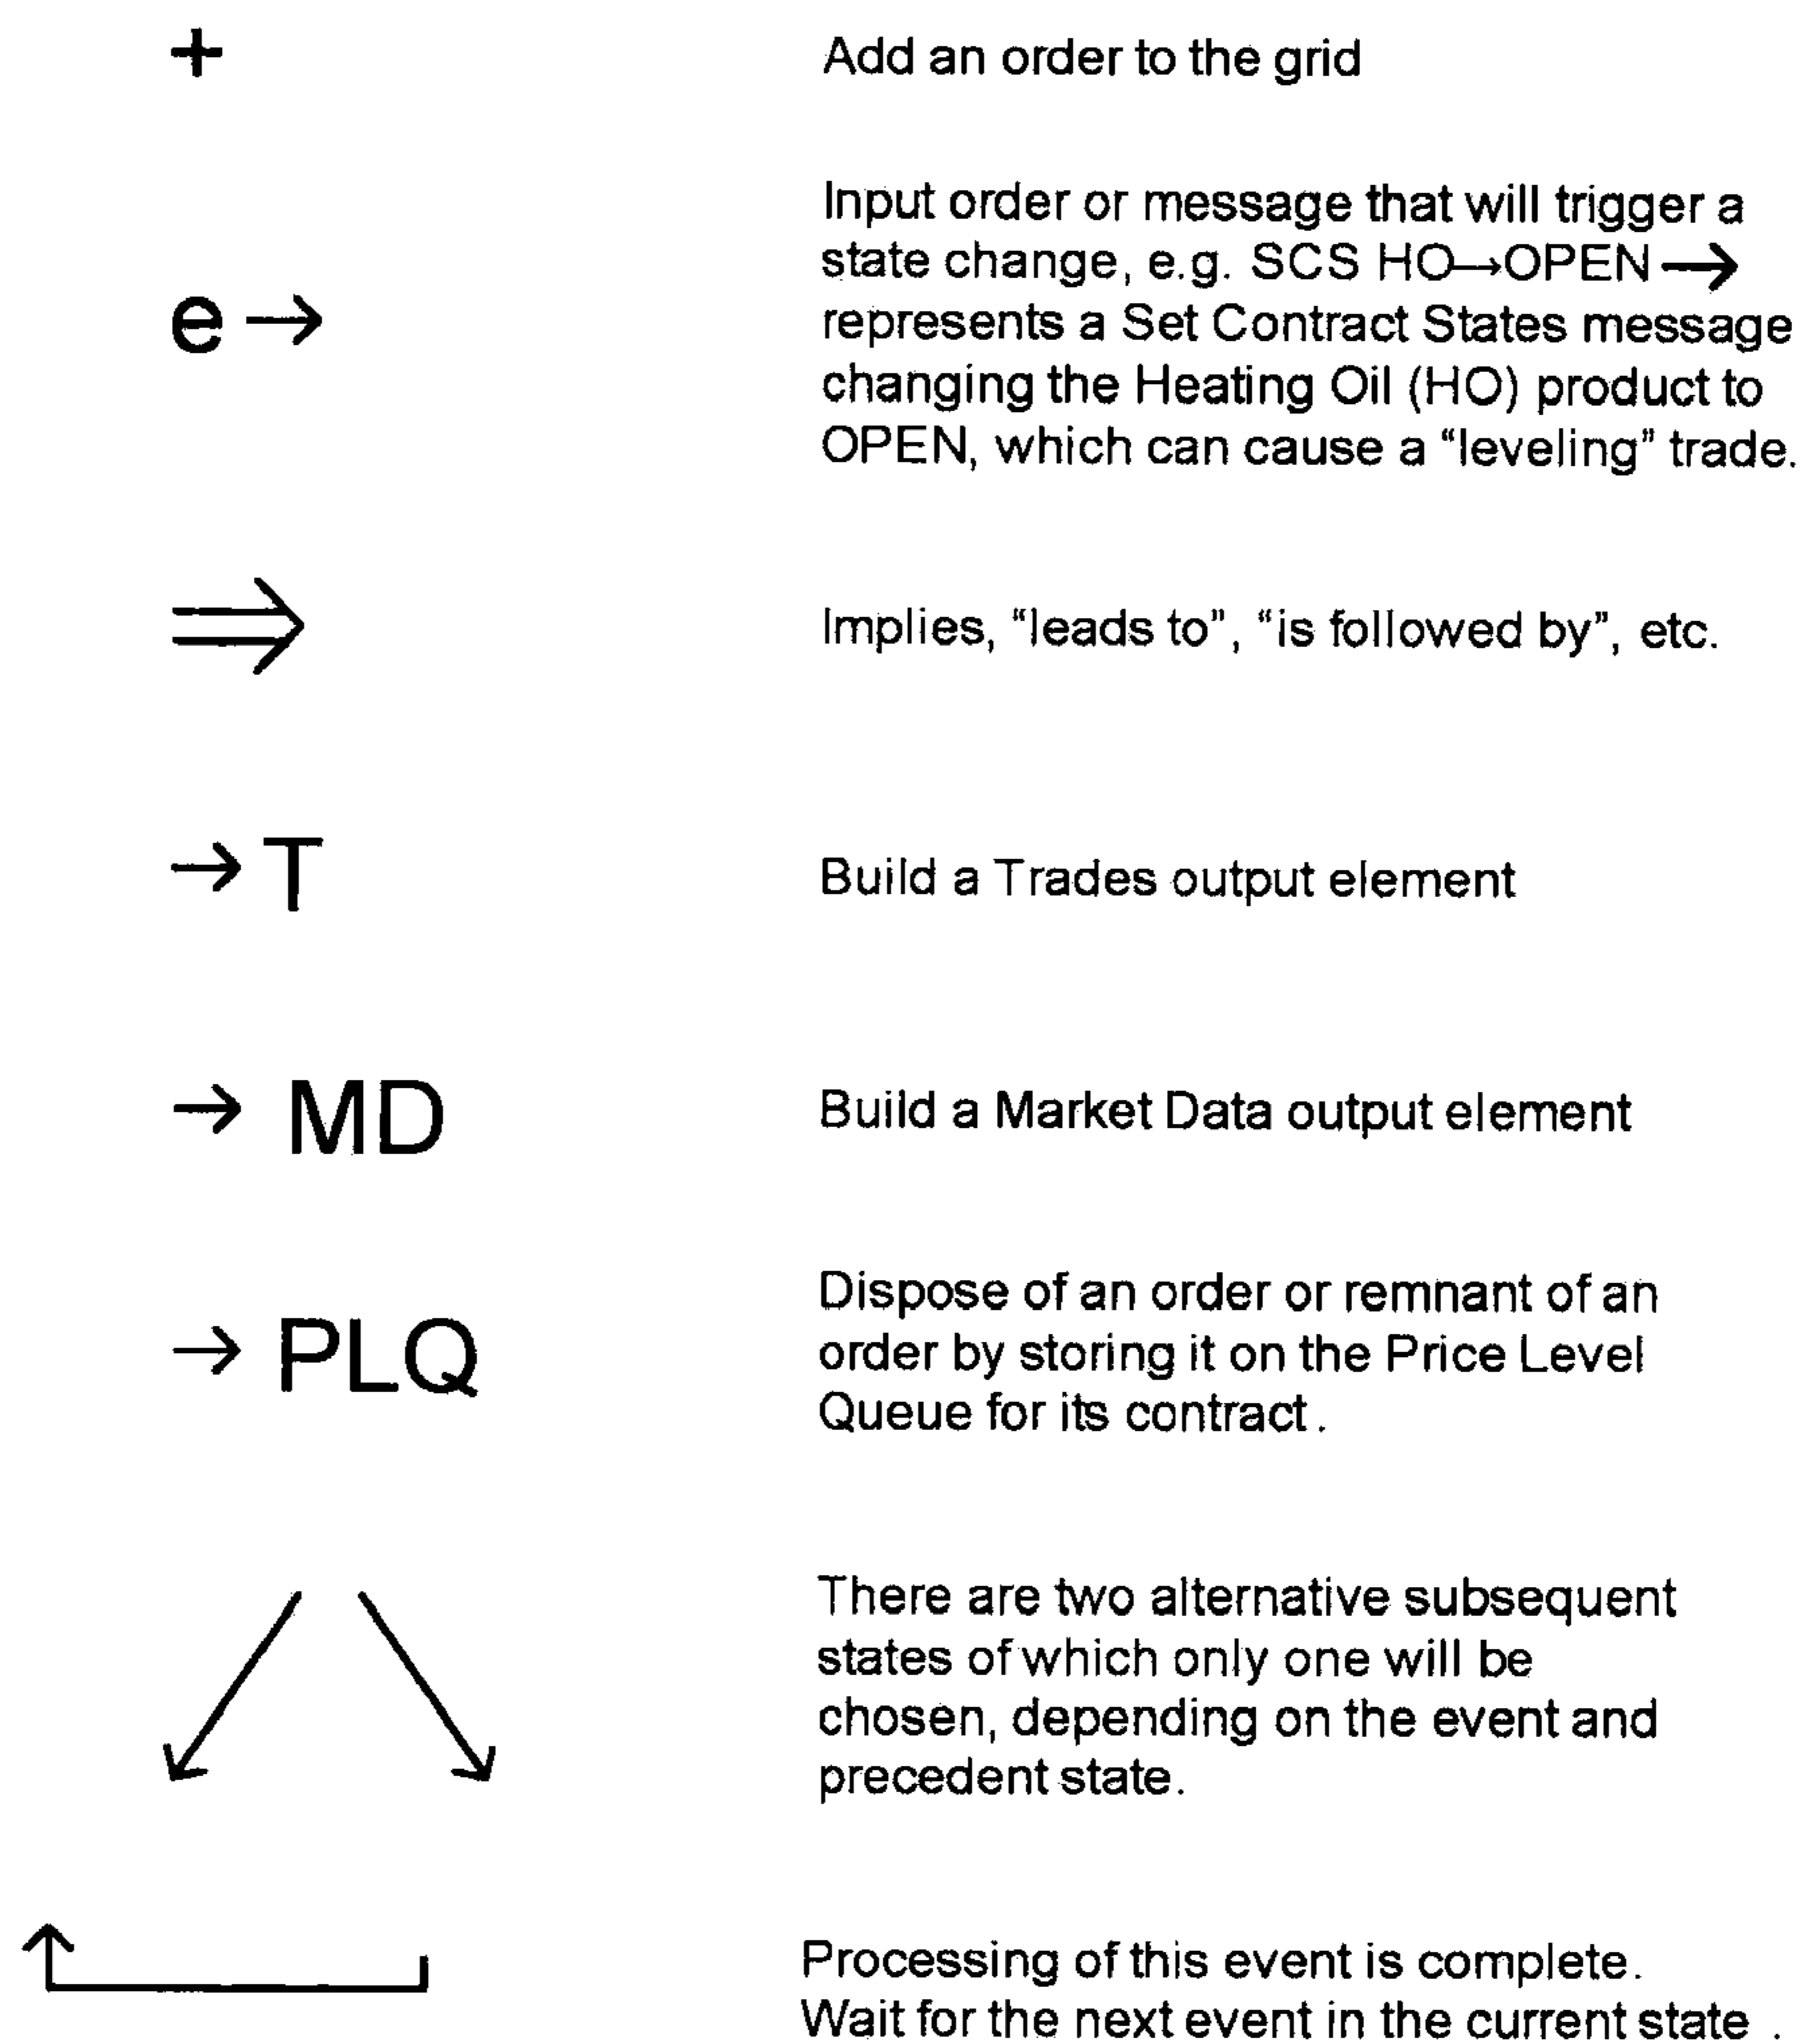 + Add an order to the grid
Input order or message that will trigger a
state change, e.g. SCS HO→OPEN →
e → represents a Set Contract States message
changing the Heating Oil (HO) product to
OPEN, which can cause a “leveling” trade.
⇒ Implies, “leads to”, “is followed by”, etc.
→ T Build a Trades output element
→ MD Build a Market Data output element
Dispose of an order or remnant of an
→ PLQ order by storing it on the Price Level
Queue for its contract.
There are two alternative subsequent
states of which only one will be
chosen, depending on the event and
precedent state.
Processing of this event is complete.
Wait for the next event in the current state.